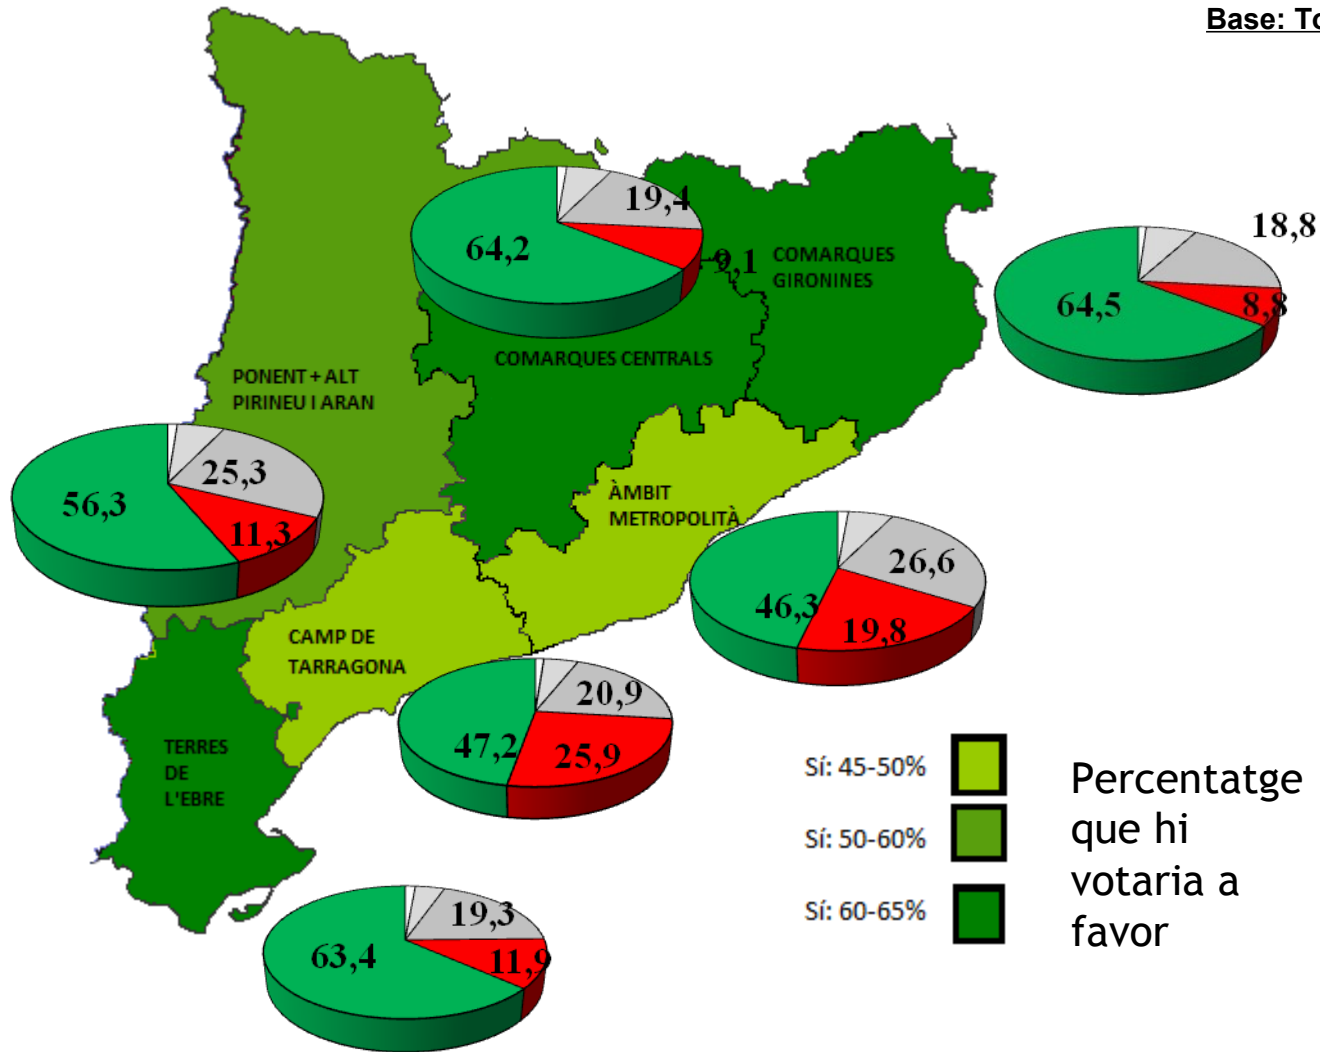 Base: To
19,4
64,2
9,1
COMARQUES
GIRONINES
18,8
64,5
8,8
COMARQUES CENTRALS
PONENT + ALT
PIRINEU I ARAN
25,3
56,3
11,3
ÀMBIT
METROPOLITÀ
26,6
46,3
19,8
CAMP DE
TARRAGONA
20,9
47,2
25,9
TERRES
DE
L'EBRE
Sí: 45-50%
Sí: 50-60%
Sí: 60-65%
Percentatge
que hi
votaria a
favor
19,3
63,4
11,9